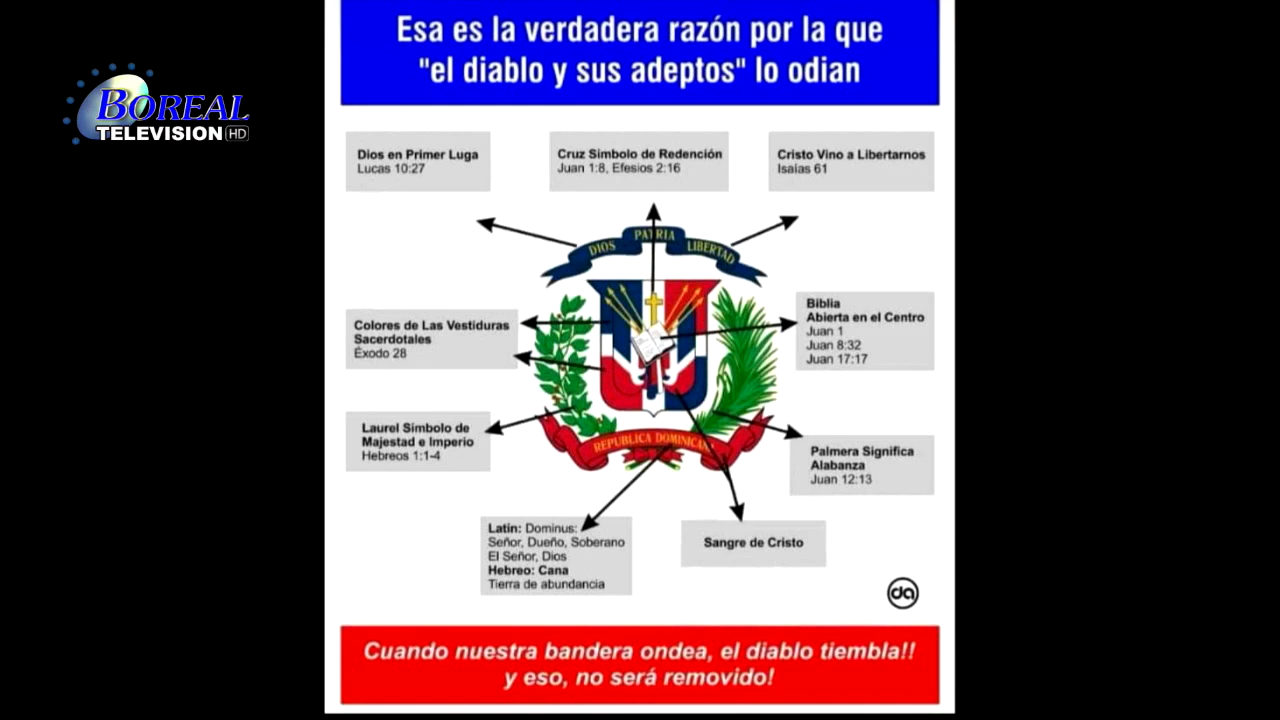 Esa es la verdadera razón por la que
"el diablo y sus adeptos" lo odian
BOREAL
TELEVISION HD
Dios en Primer Luga
Lucas 10:27
Cruz Simbolo de Redención
Juan 1:8, Efesios 2:16
Cristo Vino a Libertarnos
Isaías 61
DIOS PATRIA LIBERTAD
Colores de Las Vestiduras
Sacerdotales
Éxodo 28
Biblia
Abierta en el Centro
Juan 1
Juan 8:32
Juan 17:17
Laurel Simbolo de
Majestad e Imperio
Hebreos 1:1-4
REPUBLICA DOMINICANA
Palmera Significa
Alabanza
Juan 12:13
Latin: Dominus:
Señor, Dueño, Soberano
El Señor, Dios
Hebreo: Cana
Tierra de abundancia
Sangre de Cristo
da
Cuando nuestra bandera ondea, el diablo tiembla!!
y eso, no será removido!